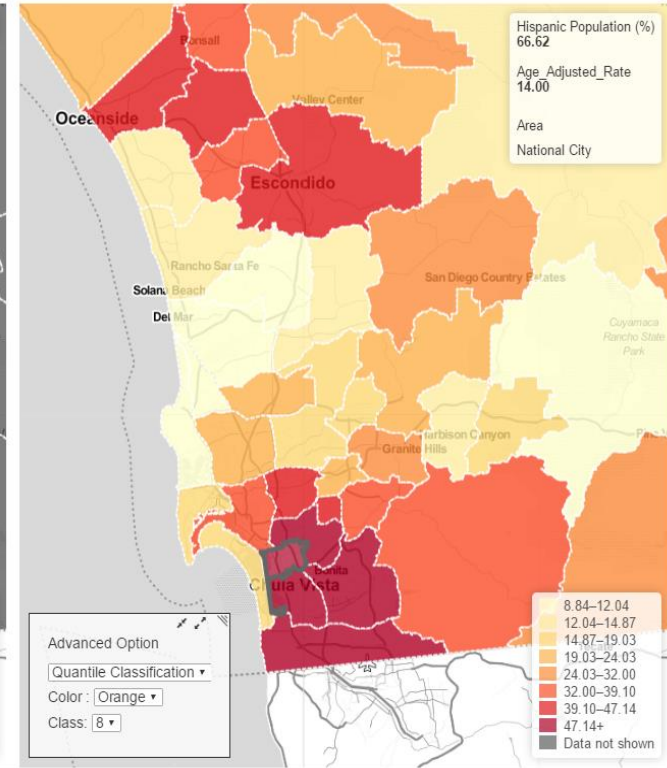 Hispanic Population (%)
66.62
Age_Adjusted_Rate
14.00
Area
National City
Bonsall
Oceanside
Valley Center
Escondido
Rancho Santa Fe
Solana Beach
San Diego Country Estates
Del Mar
Cuyamaca
Rancho State
Park
Harbison Canyon
Granite Hills
Bonita
Chula Vista
Advanced Option
Quantile Classification
Color : Orange
Class: 8
8.84–12.04
12.04–14.87
14.87–19.03
19.03–24.03
24.03–32.00
32.00–39.10
39.10–47.14
47.14+
Data not shown